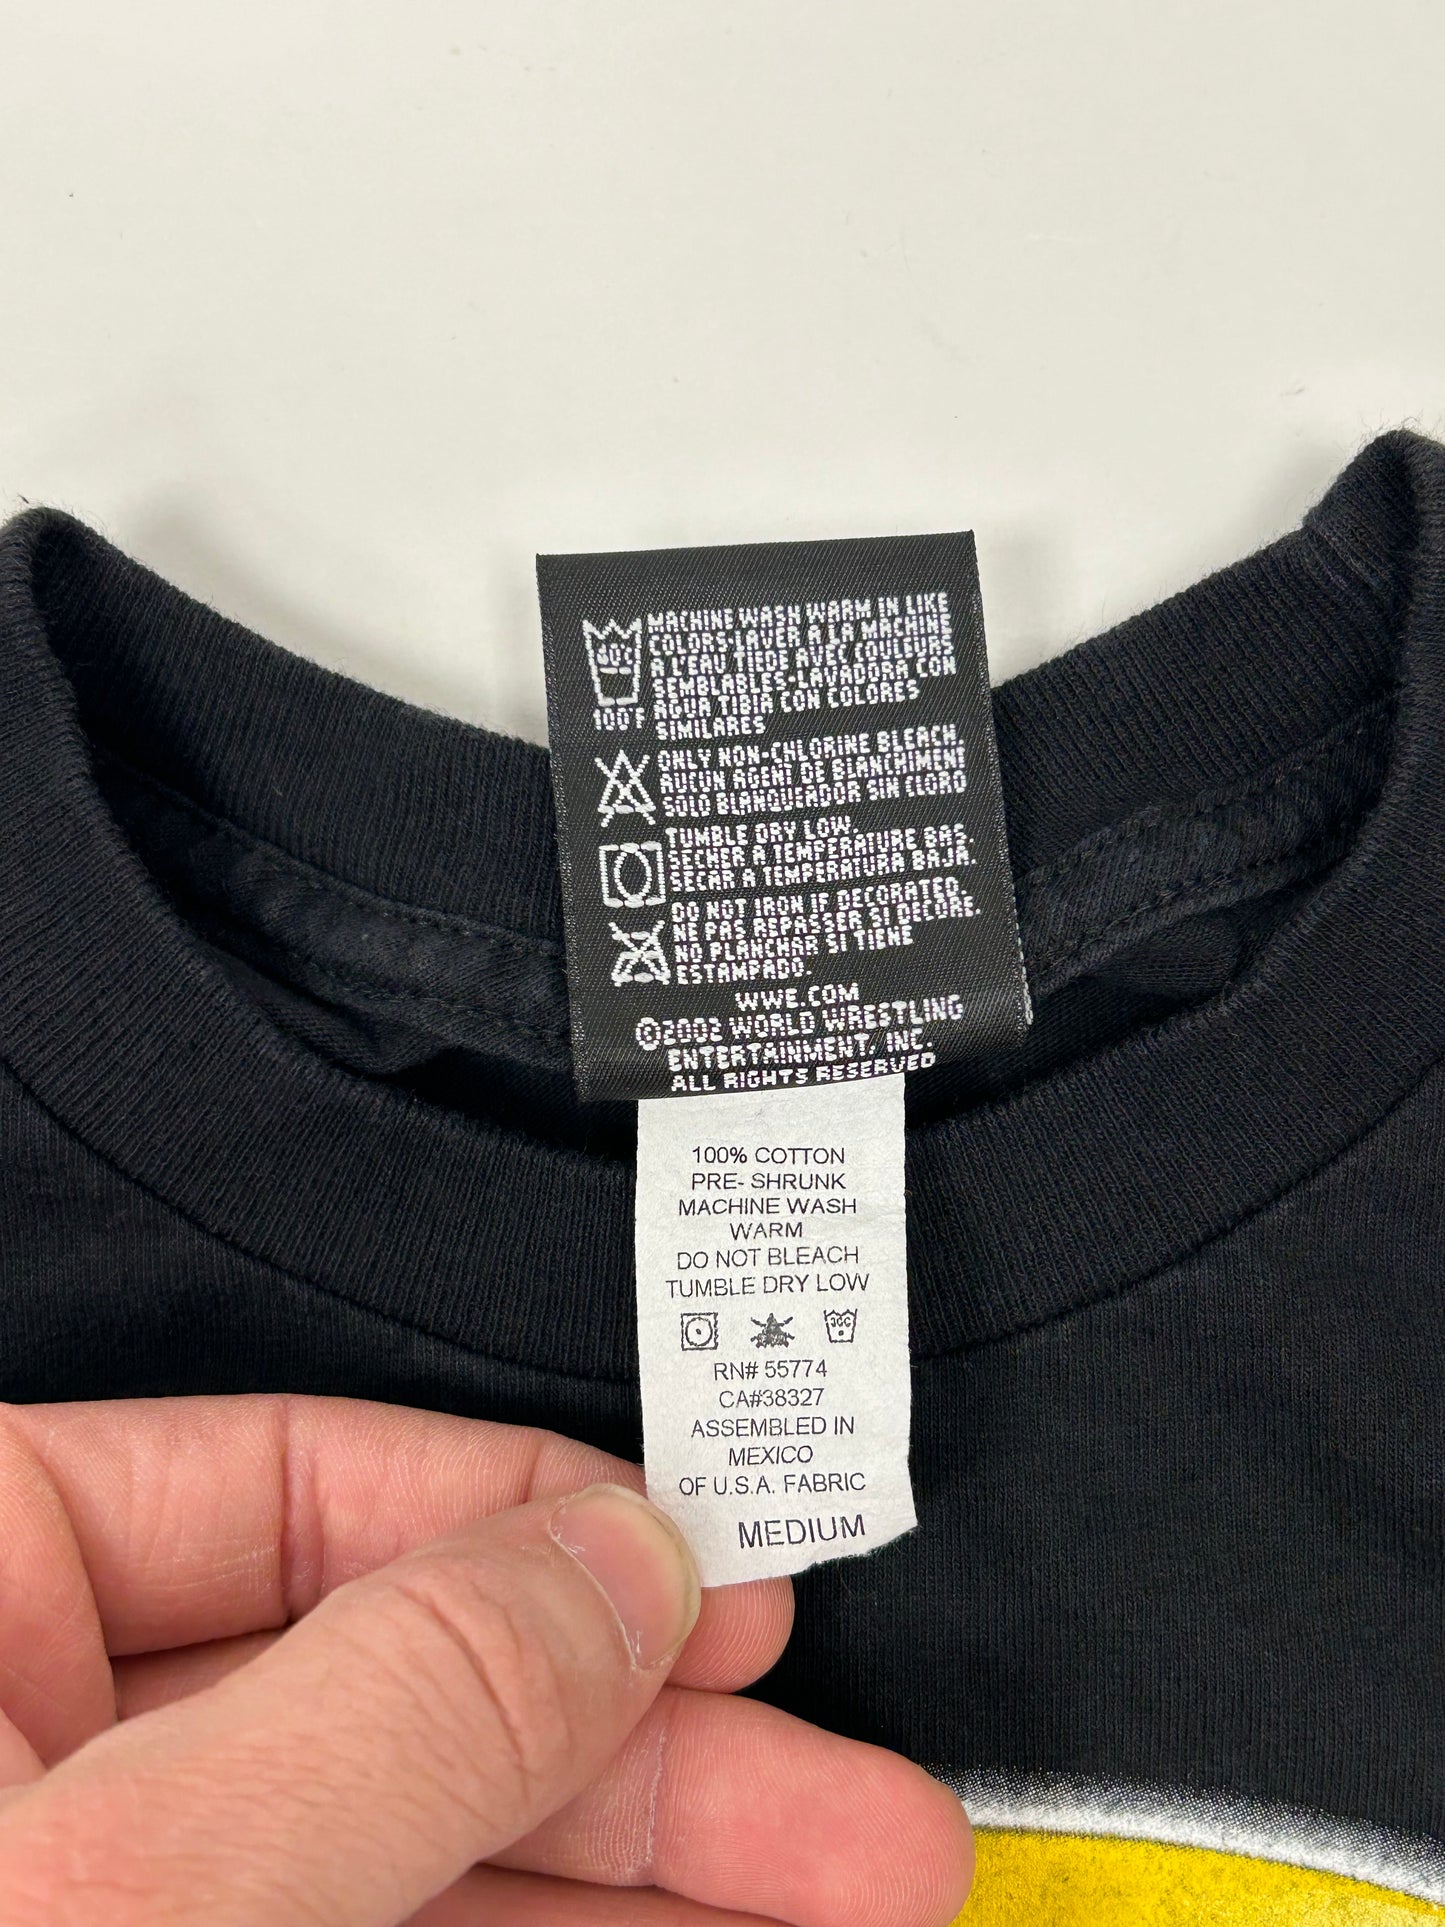 MACHINE WASH WARM IN LIKE
COLORS-LAVER A LA MACHINE
A L'EAU TIEDE AVEC COULOURS
SEMBLABLES-LAVADORA CON
AGUA TIBIA CON COLORES
SIMILARES
100°F
ONLY NON-CHLORINE BLEACH
AUCUN AGENT DE BLANCHIMENT
SOLO BLANQUEADOR SIN CLORO
TUMBLE DRY LOW.
SECHER A TEMPERATURE BAS.
SECAR A TEMPERATURA BAJA.
DO NOT IRON IF DECORATED.
NE PAS REPASSER SI DECORE.
NO PLANCHAR SI TIENE
ESTAMPADO.
WWE.COM
©2002 WORLD WRESTLING
ENTERTAINMENT, INC.
ALL RIGHTS RESERVED
100% COTTON
PRE- SHRUNK
MACHINE WASH
WARM
DO NOT BLEACH
TUMBLE DRY LOW
RN# 55774
CA#38327
ASSEMBLED IN
MEXICO
OF U.S.A. FABRIC
MEDIUM